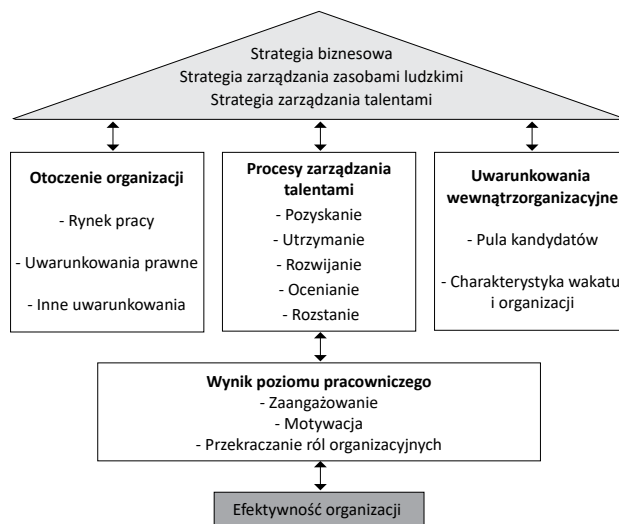 Strategia biznesowa
Strategia zarządzania zasobami ludzkimi
Strategia zarządzania talentami
Otoczenie organizacji
- Rynek pracy
- Uwarunkowania prawne
- Inne uwarunkowania
Procesy zarządzania
talentami
- Pozyskanie
- Utrzymanie
- Rozwijanie
- Ocenianie
- Rozstanie
Uwarunkowania
wewnątrzorganizacyjne
- Pula kandydatów
- Charakterystyka wakatu
i organizacji
Wynik poziomu pracowniczego
- Zaangażowanie
- Motywacja
- Przekraczanie ról organizacyjnych
Efektywność organizacji